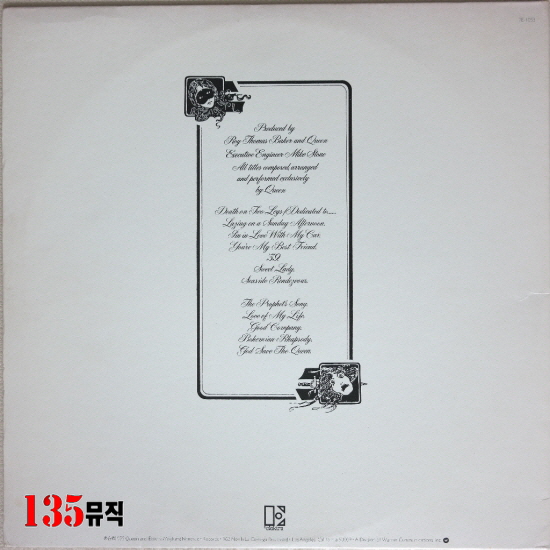 Produced by
Roy Thomas Baker and Queen
Executive Engineer Mike Stone
All titles composed, arranged
and performed exclusively
by Queen
Death on Two Legs (Dedicated to......
Lazing on a Sunday Afternoon.
I'm in Love With My Car.
You're My Best Friend.
'39
Sweet Lady.
Seaside Rendezvous.
The Prophet's Song.
Love of My Life.
Good Company.
Bohemian Rhapsody.
God Save The Queen.
elektra
135뮤직